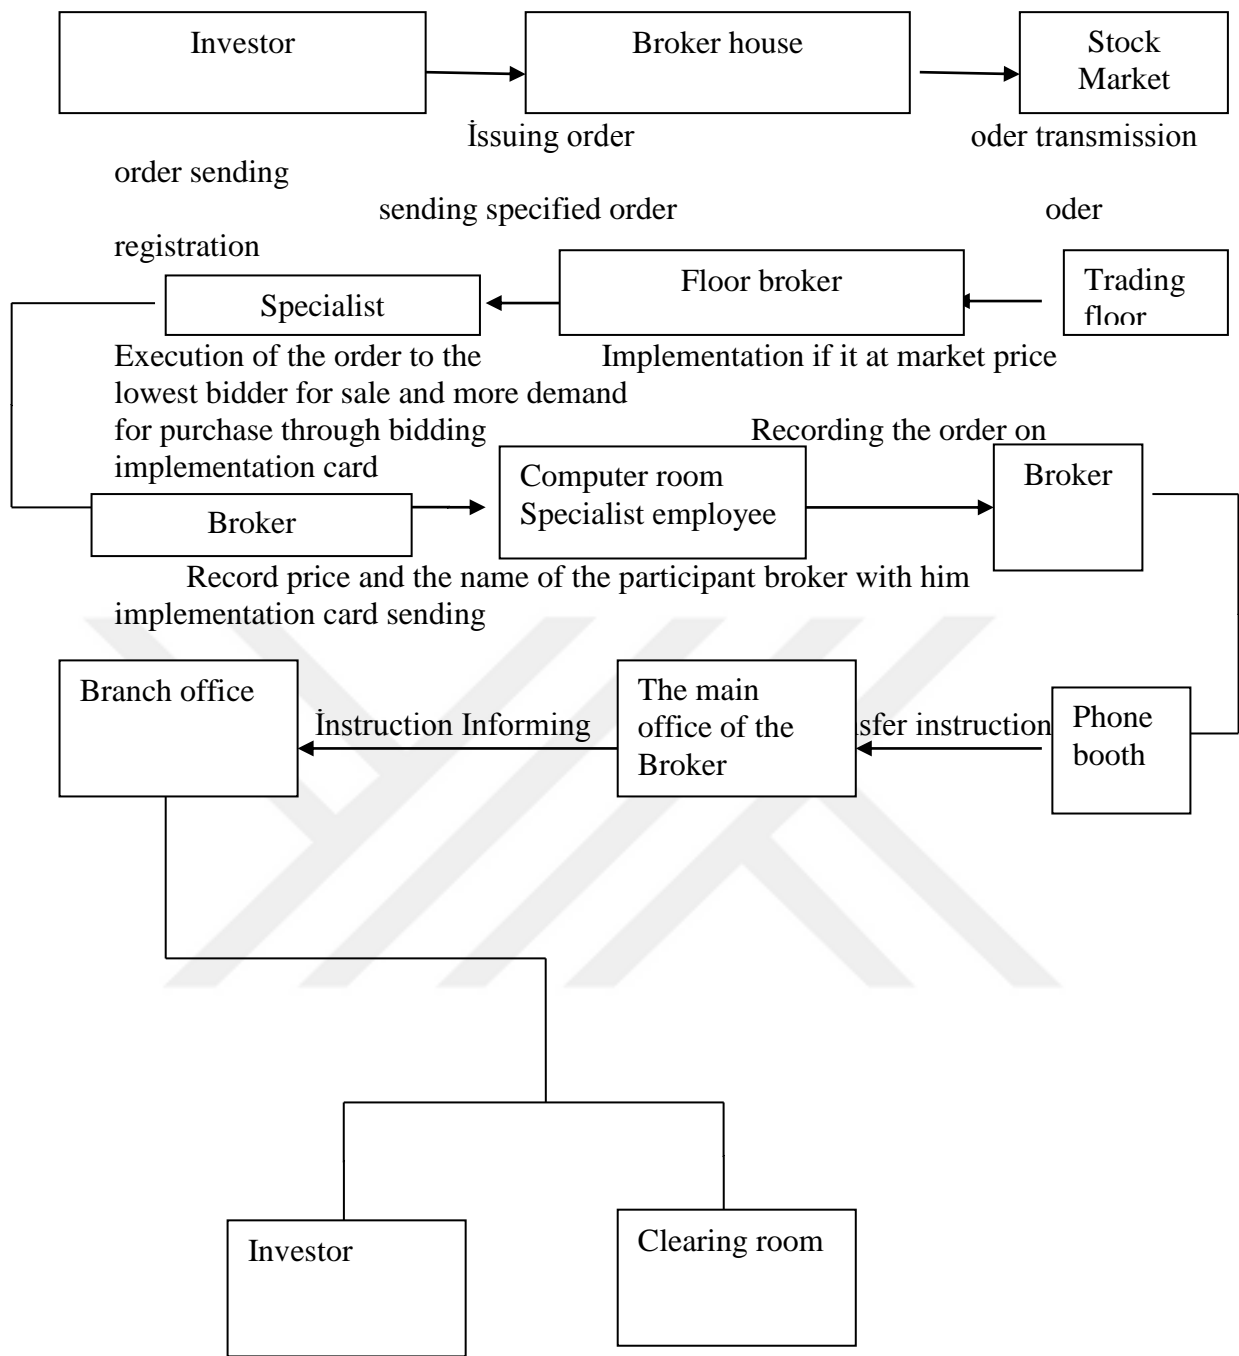 Investor
Broker house
Stock
Market
İssuing order
oder transmission
order sending
sending specified order
oder
registration
Specialist
Floor broker
Trading
floor
Execution of the order to the
Implementation if it at market price
lowest bidder for sale and more demand
for purchase through bidding
Recording the order on
implementation card
Broker
Computer room
Specialist employee
Broker
Record price and the name of the participant broker with him
implementation card sending
Branch office
İnstruction Informing
The main
office of the
Broker
sfer instruction
Phone
booth
Investor
Clearing room